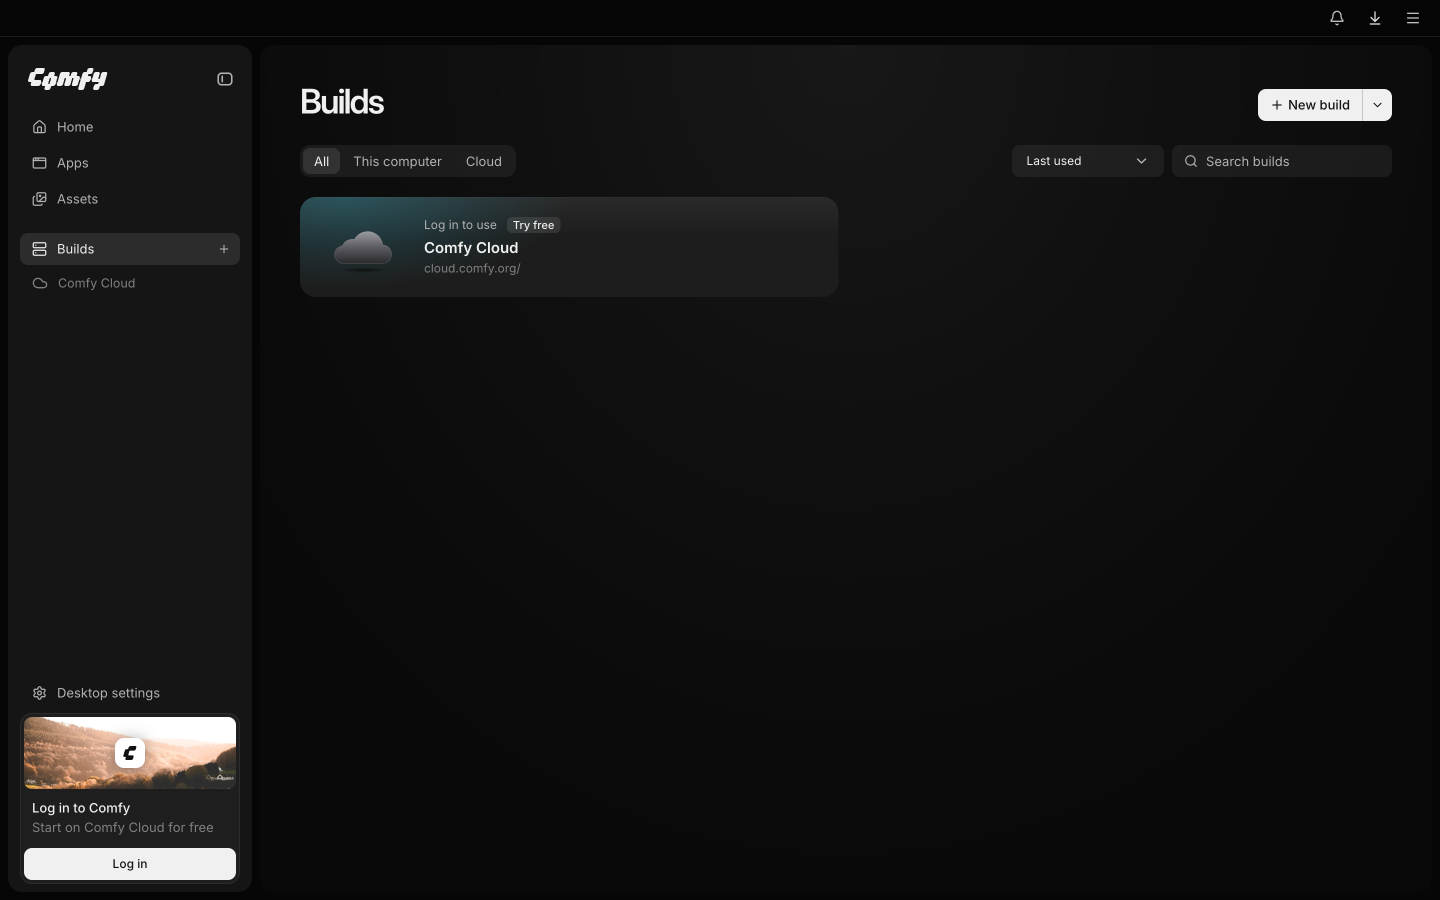 Comfy
Home
Apps
Assets
Builds
Comfy Cloud
Desktop settings
Log in to Comfy
Start on Comfy Cloud for free
Log in
Builds
New build
All
This computer
Cloud
Last used
Search builds
Log in to use Try free
Comfy Cloud
cloud.comfy.org/